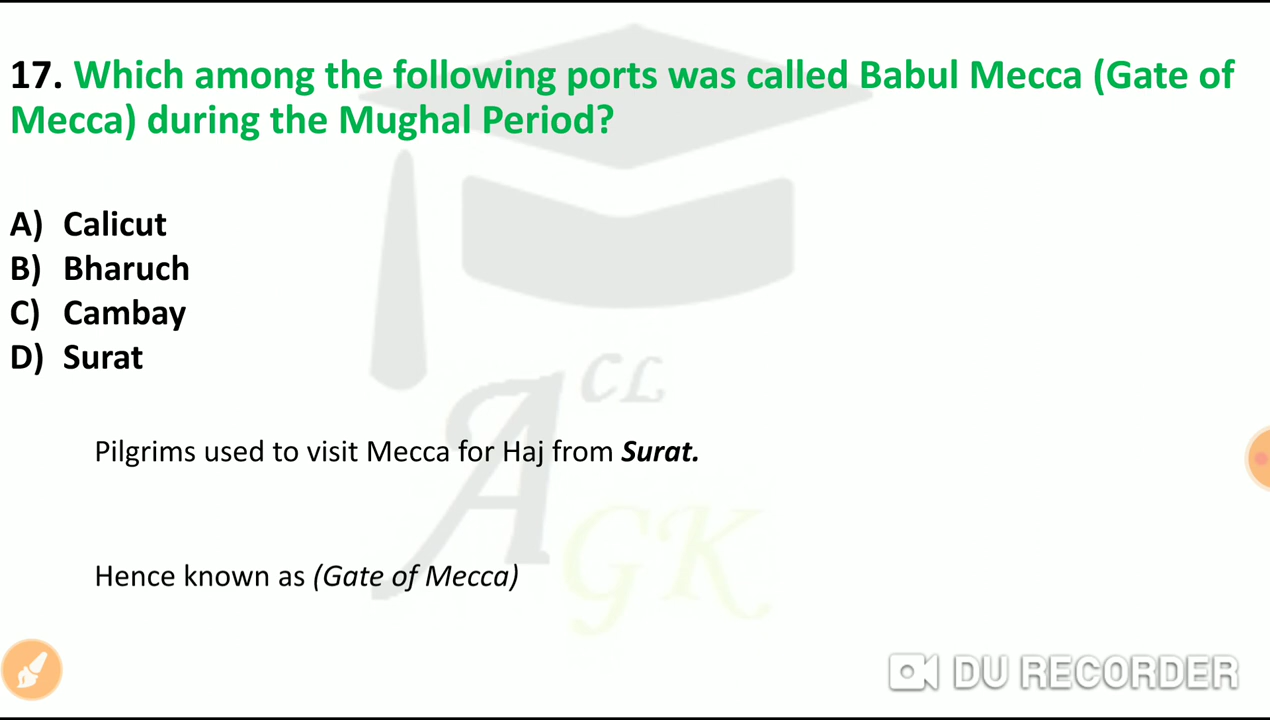 17. Which among the following ports was called Babul Mecca (Gate of
Mecca) during the Mughal Period?
A) Calicut
B) Bharuch
C) Cambay
D) Surat
CL
A
GK
Pilgrims used to visit Mecca for Haj from Surat.
Hence known as (Gate of Mecca)
DU RECORDER